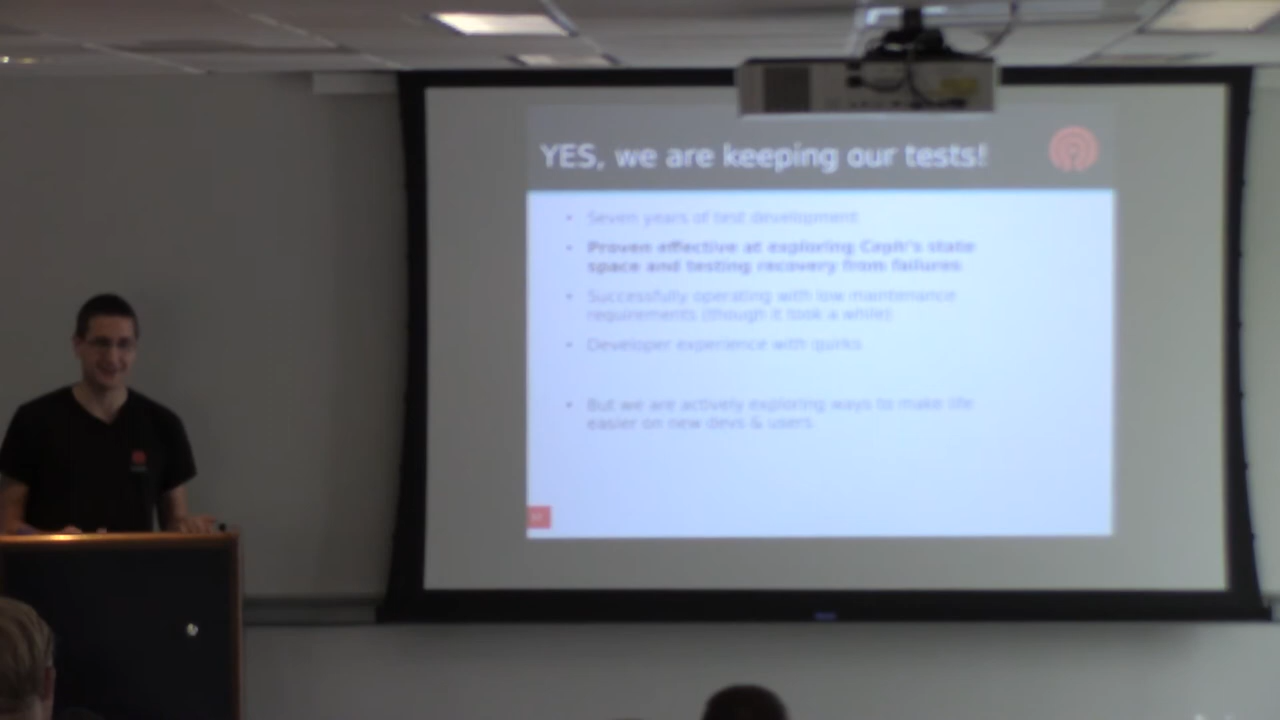 YES, we are keeping our tests!
• Seven years of test development
• Proven effective at exploring Ceph's state
space and testing recovery from failures
• Successfully operating with low maintenance
requirements (though it took a while)
• Developer experience with quirks
• But we are actively exploring ways to make life
easier on new devs & users